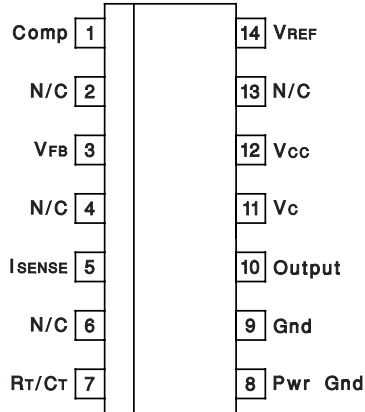 Comp 1 14 VREF
N/C 2 13 N/C
VFB 3 12 VCC
N/C 4 11 VC
ISENSE 5 10 Output
N/C 6 9 Gnd
RT/CT 7 8 Pwr Gnd